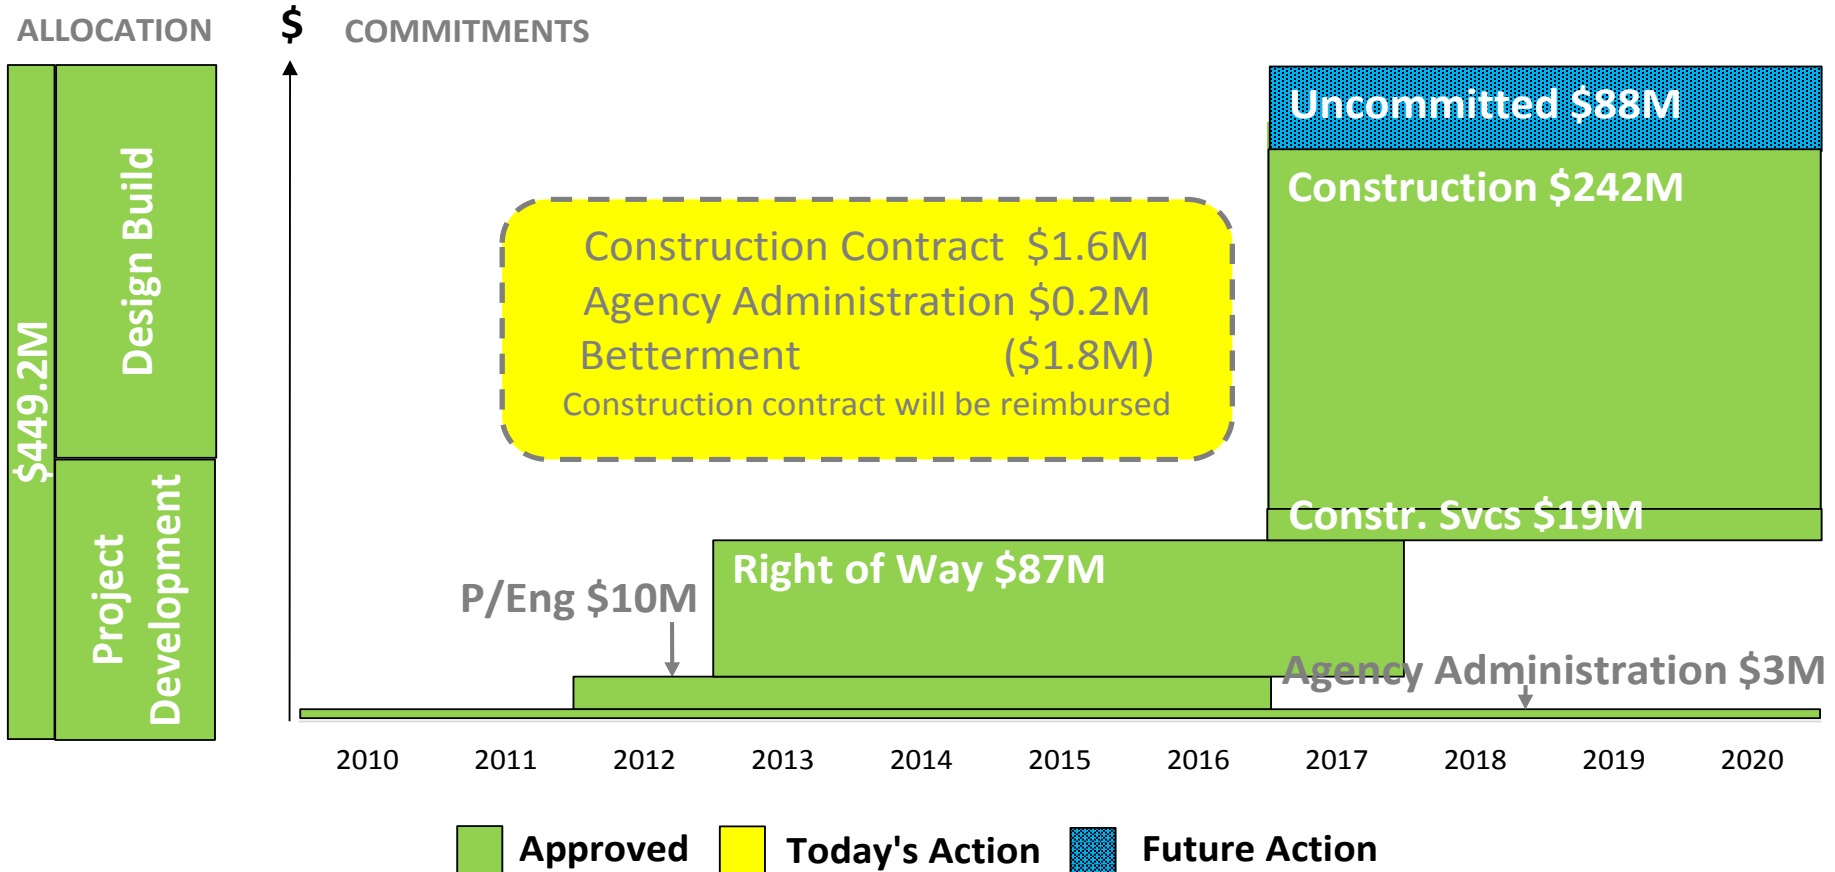 ALLOCATION
$ COMMITMENTS
$449.2M
Design Build
Project
Development
Uncommitted $88M
Construction $242M
Construction Contract $1.6M
Agency Administration $0.2M
Betterment ($1.8M)
Construction contract will be reimbursed
Constr. Svcs $19M
Right of Way $87M
P/Eng $10M
Agency Administration $3M
2010 2011 2012 2013 2014 2015 2016 2017 2018 2019 2020
Approved Today's Action Future Action